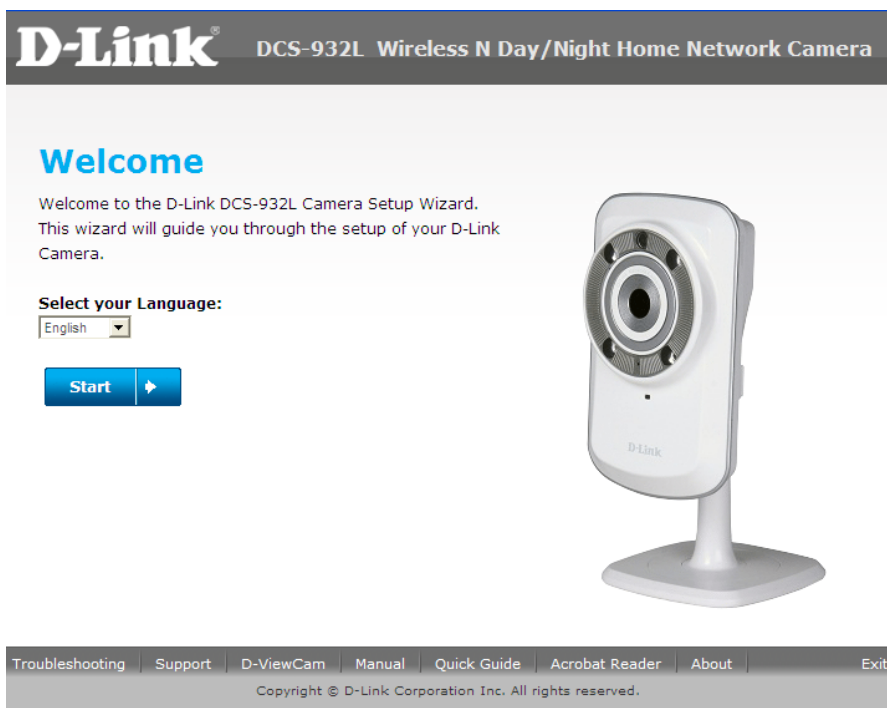 D-Link®
DCS-932L Wireless N Day/Night Home Network Camera
Welcome
Welcome to the D-Link DCS-932L Camera Setup Wizard.
This wizard will guide you through the setup of your D-Link
Camera.
Select your Language:
English
Start
D-Link
Troubleshooting Support D-ViewCam Manual Quick Guide Acrobat Reader About Exit
Copyright © D-Link Corporation Inc. All rights reserved.